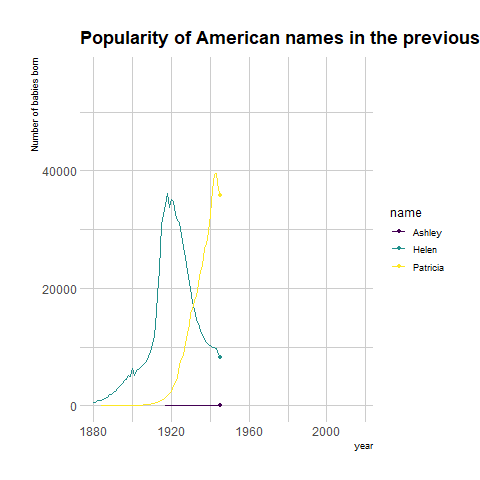 Popularity of American names in the previous
Number of babies born
40000
20000
0
1880 1920 1960 2000
year
name
Ashley
Helen
Patricia